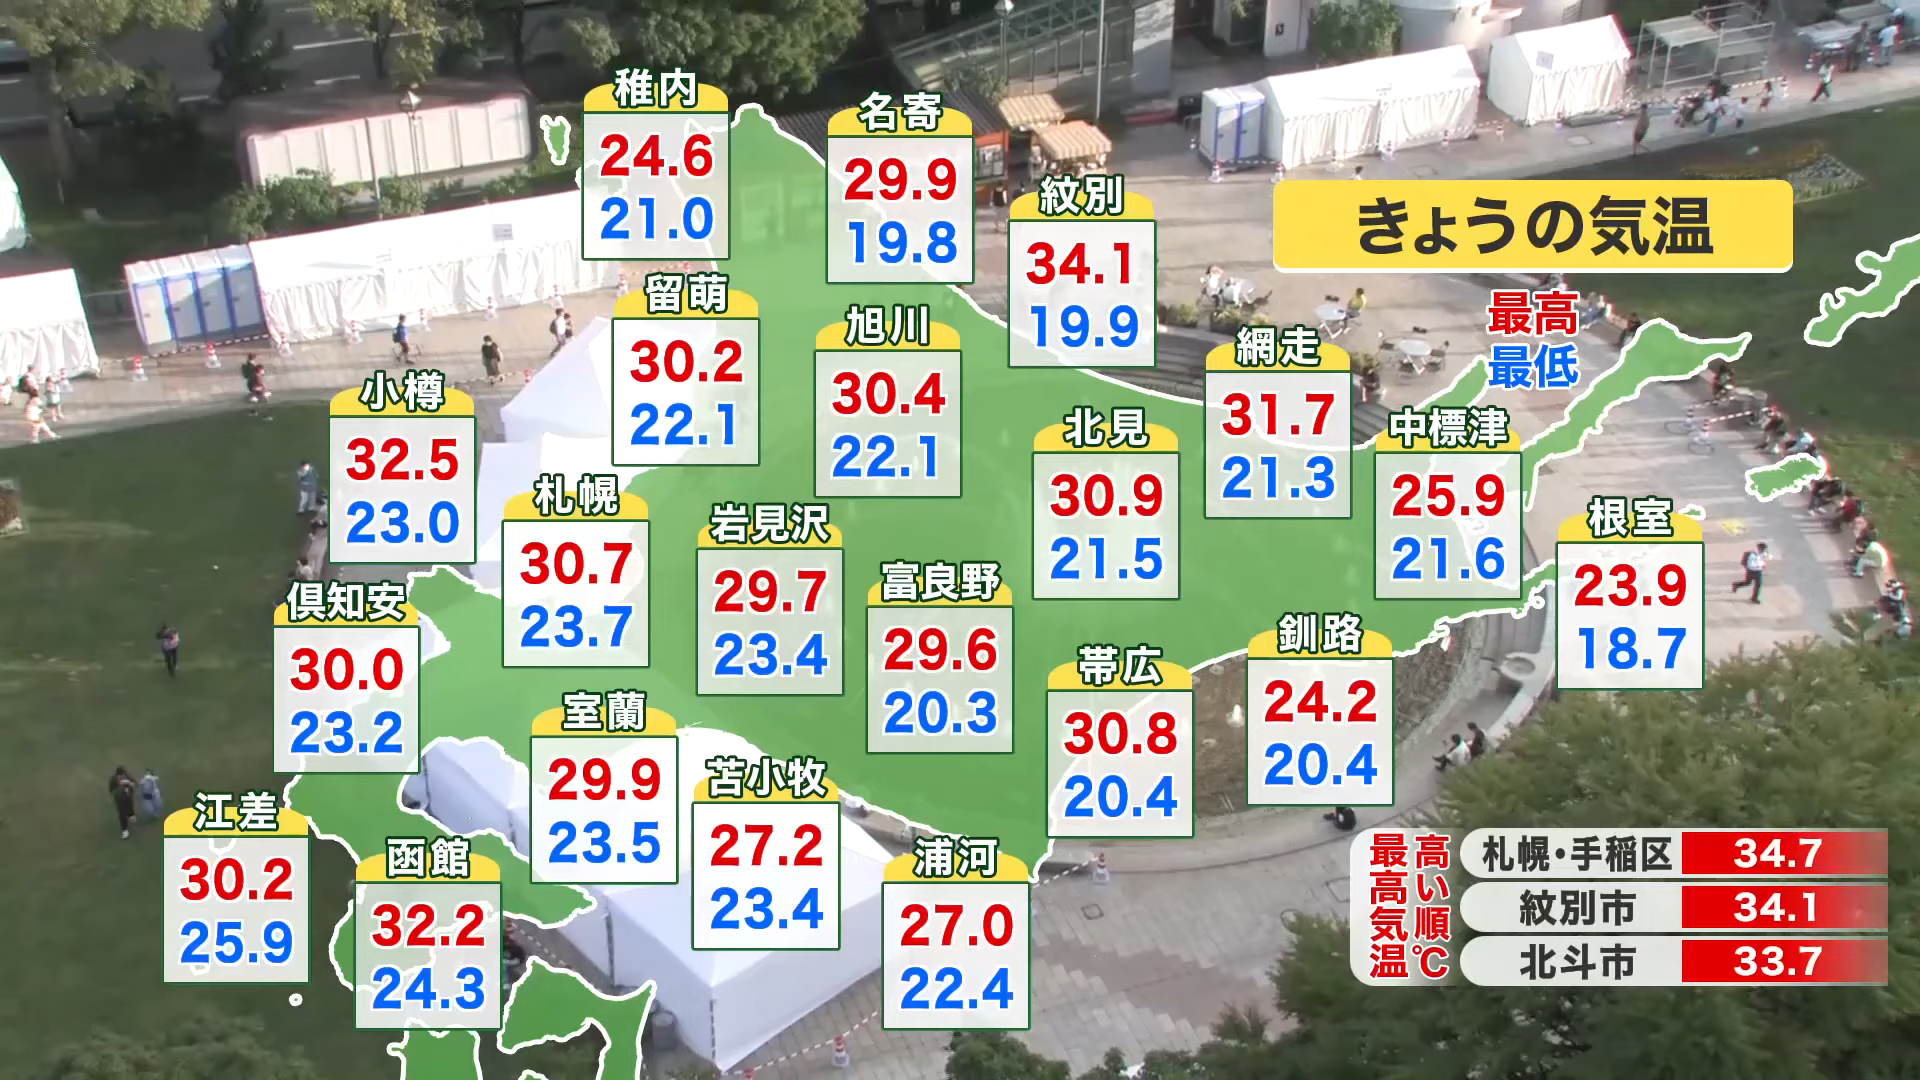 きょうの気温
最高
最低
稚内
24.6
21.0
名寄
29.9
19.8
紋別
34.1
19.9
留萌
30.2
22.1
旭川
30.4
22.1
網走
31.7
21.3
小樽
32.5
23.0
北見
30.9
21.5
中標津
25.9
21.6
札幌
30.7
23.7
岩見沢
29.7
23.4
根室
23.9
18.7
富良野
29.6
20.3
倶知安
30.0
23.2
釧路
24.2
20.4
帯広
30.8
20.4
室蘭
29.9
23.5
苫小牧
27.2
23.4
江差
30.2
25.9
函館
32.2
24.3
浦河
27.0
22.4
最高気温
高い順℃
札幌・手稲区 34.7
紋別市 34.1
北斗市 33.7